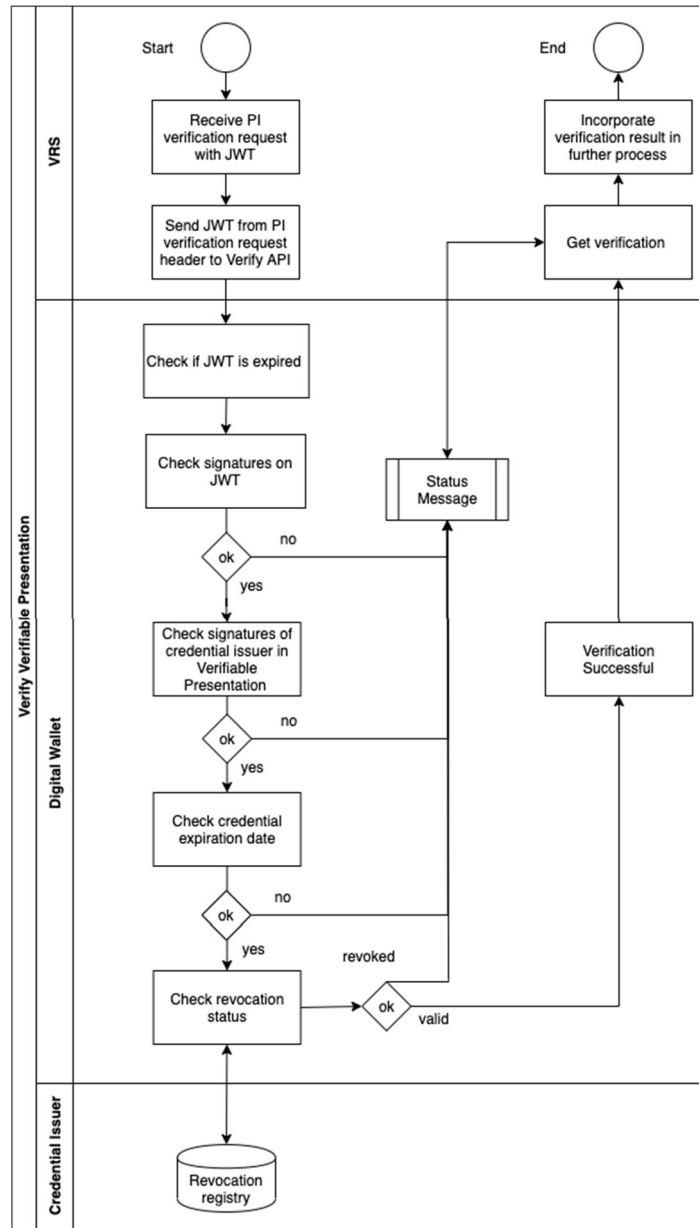 Start
End
Receive PI
verification request
with JWT
Incorporate
verification result in
further process
VRS
Send JWT from PI
verification request
header to Verify API
Get verification
Check if JWT is expired
Check signatures on
JWT
Status
Message
ok
no
yes
Verify Verifiable Presentation
Digital Wallet
Check signatures of
credential issuer in
Verifiable
Presentation
Verification
Successful
ok
no
yes
Check credential
expiration date
ok
no
yes
revoked
Check revocation
status
ok
valid
Credential Issuer
Revocation
registry